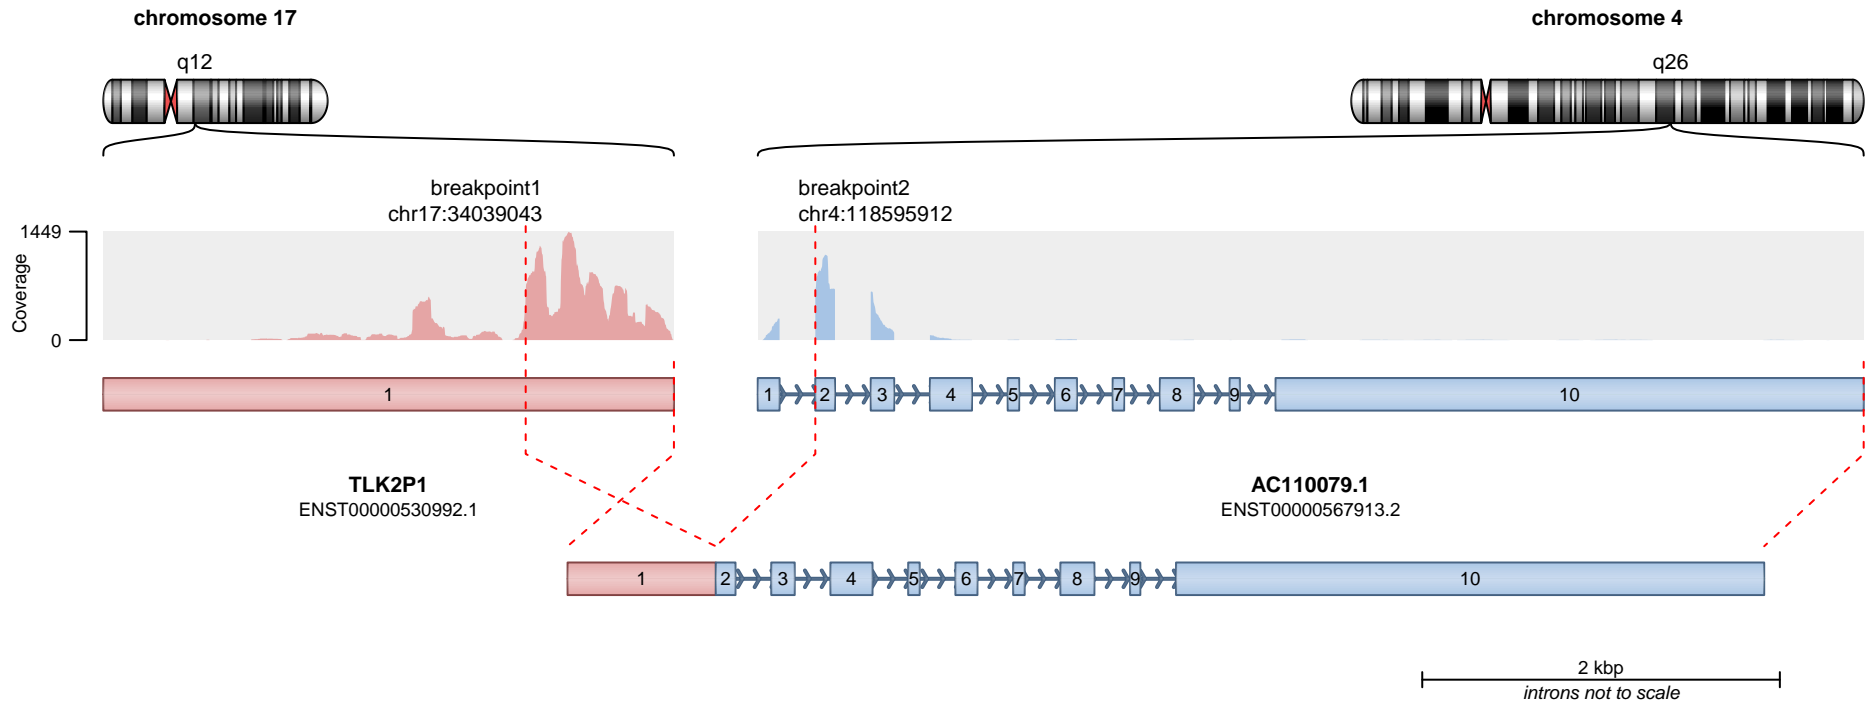 chromosome 17
chromosome 4
q12
q26
breakpoint1
chr17:34039043
breakpoint2
chr4:118595912
1449
Coverage
0
1
1 2 3 4 5 6 7 8 9 10
TLK2P1
ENST00000530992.1
AC110079.1
ENST00000567913.2
1 2 3 4 5 6 7 8 9 10
2 kbp
introns not to scale